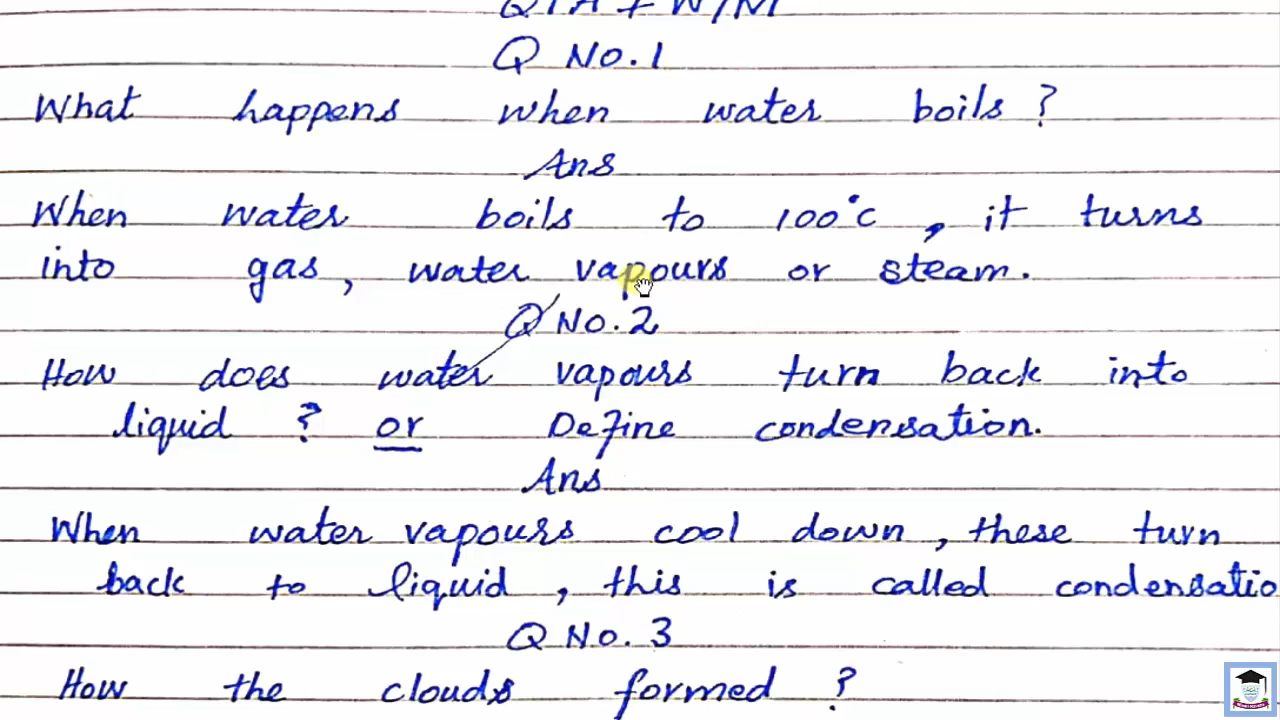 Q No.1
What happens when water boils?
Ans
When water boils to 100°c, it turns
into gas, water vapours or steam.
Q No.2
How does water vapours turn back into
liquid? or Define condensation.
Ans
When water vapours cool down, these turn
back to liquid, this is called condensatio
Q No.3
How the clouds formed?